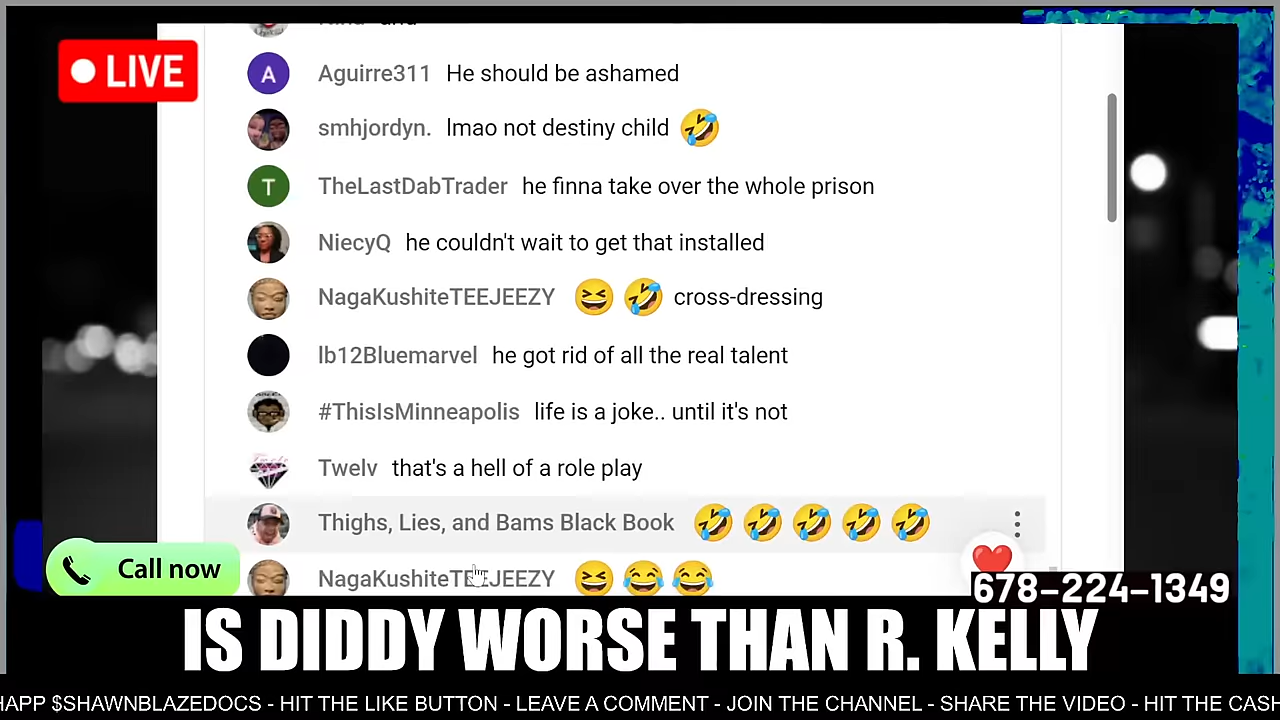 LIVE
A Aguirre311 He should be ashamed
smhjordyn. lmao not destiny child 🤣
T TheLastDabTrader he finna take over the whole prison
NiecyQ he couldn't wait to get that installed
NagaKushiteTEEJEEZY 😆 🤣 cross-dressing
lb12Bluemarvel he got rid of all the real talent
#ThisIsMinneapolis life is a joke.. until it's not
Twelv that's a hell of a role play
Thighs, Lies, and Bams Black Book 🤣 🤣 🤣 🤣 🤣
NagaKushiteTEEJEEZY 😆 😂 😂
Call now
678-224-1349
IS DIDDY WORSE THAN R. KELLY
HAPP $SHAWNBLAZEDOCS - HIT THE LIKE BUTTON - LEAVE A COMMENT - JOIN THE CHANNEL - SHARE THE VIDEO - HIT THE CASH